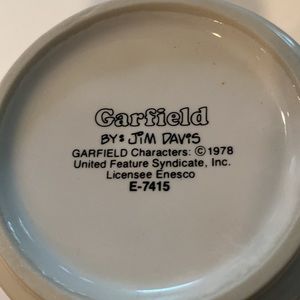 Garfield
BY: JIM DAVIS
GARFIELD Characters: © 1978
United Feature Syndicate, Inc.
Licensee Enesco
E-7415